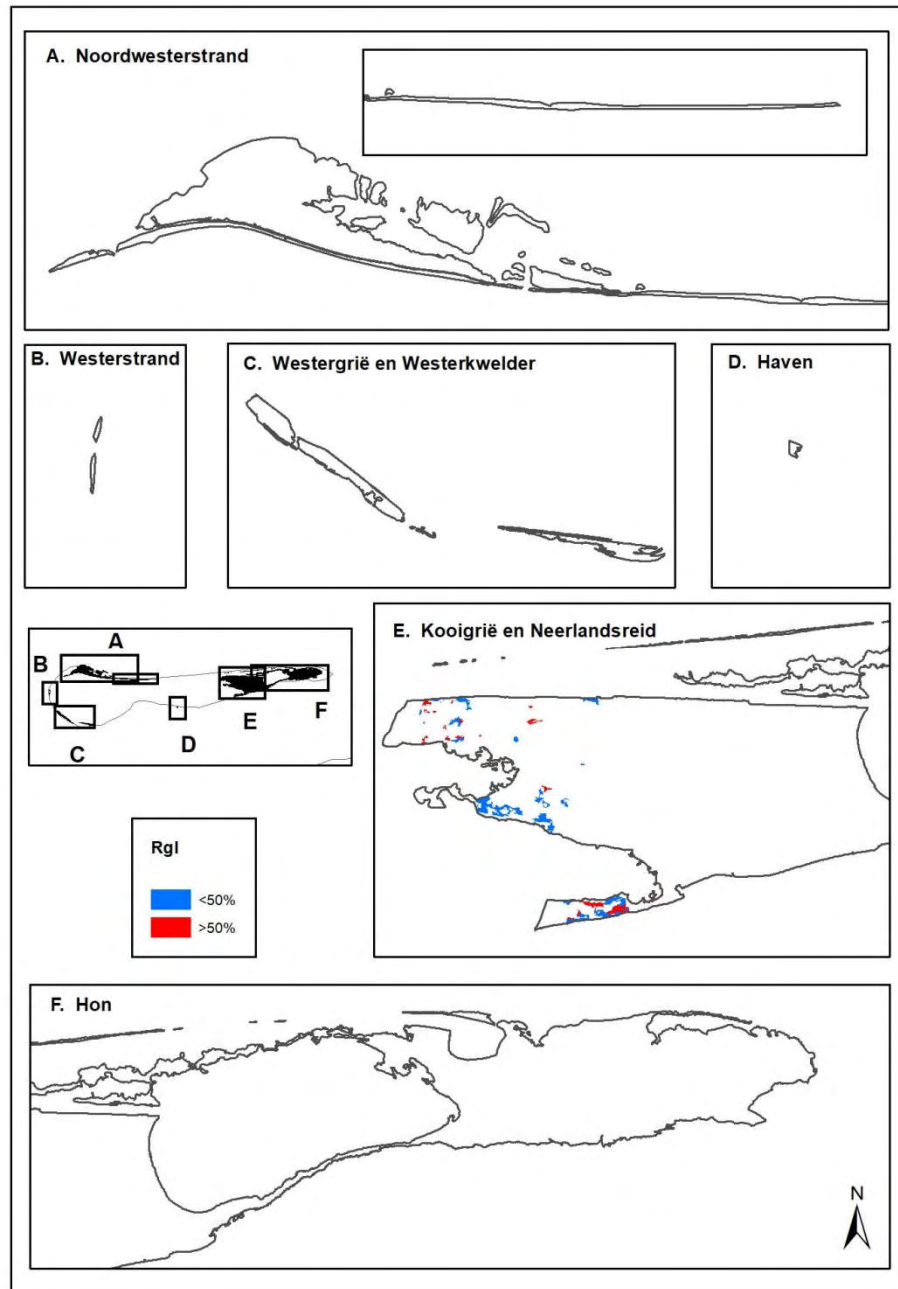 A. Noordwesterstrand
B. Westerstrand
C. Westergrië en Westerkwelder
D. Haven
A
B
C
D
E
F
E. Kooigrië en Neerlandsreid
Rgl
<50%
>50%
F. Hon
N